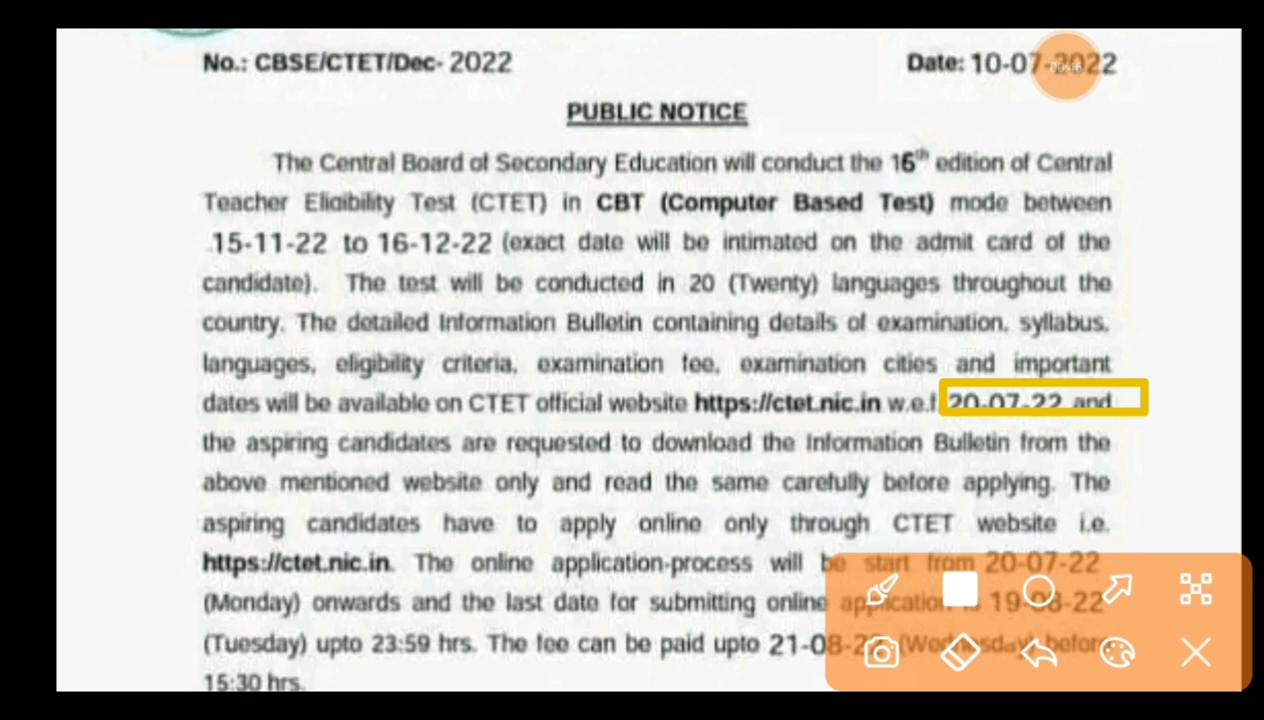 No.: CBSE/CTET/Dec- 2022 Date: 10-07-2022
PUBLIC NOTICE
The Central Board of Secondary Education will conduct the 16th edition of Central
Teacher Eligibility Test (CTET) in CBT (Computer Based Test) mode between
15-11-22 to 16-12-22 (exact date will be intimated on the admit card of the
candidate). The test will be conducted in 20 (Twenty) languages throughout the
country. The detailed Information Bulletin containing details of examination, syllabus,
languages, eligibility criteria, examination fee, examination cities and important
dates will be available on CTET official website https://ctet.nic.in w.e.f. 20-07-22 and
the aspiring candidates are requested to download the Information Bulletin from the
above mentioned website only and read the same carefully before applying. The
aspiring candidates have to apply online only through CTET website i.e.
https://ctet.nic.in. The online application-process will be start from 20-07-22
(Monday) onwards and the last date for submitting online application is 19-08-22
(Tuesday) upto 23:59 hrs. The fee can be paid upto 21-08-22 (Wednesday) before
15:30 hrs.